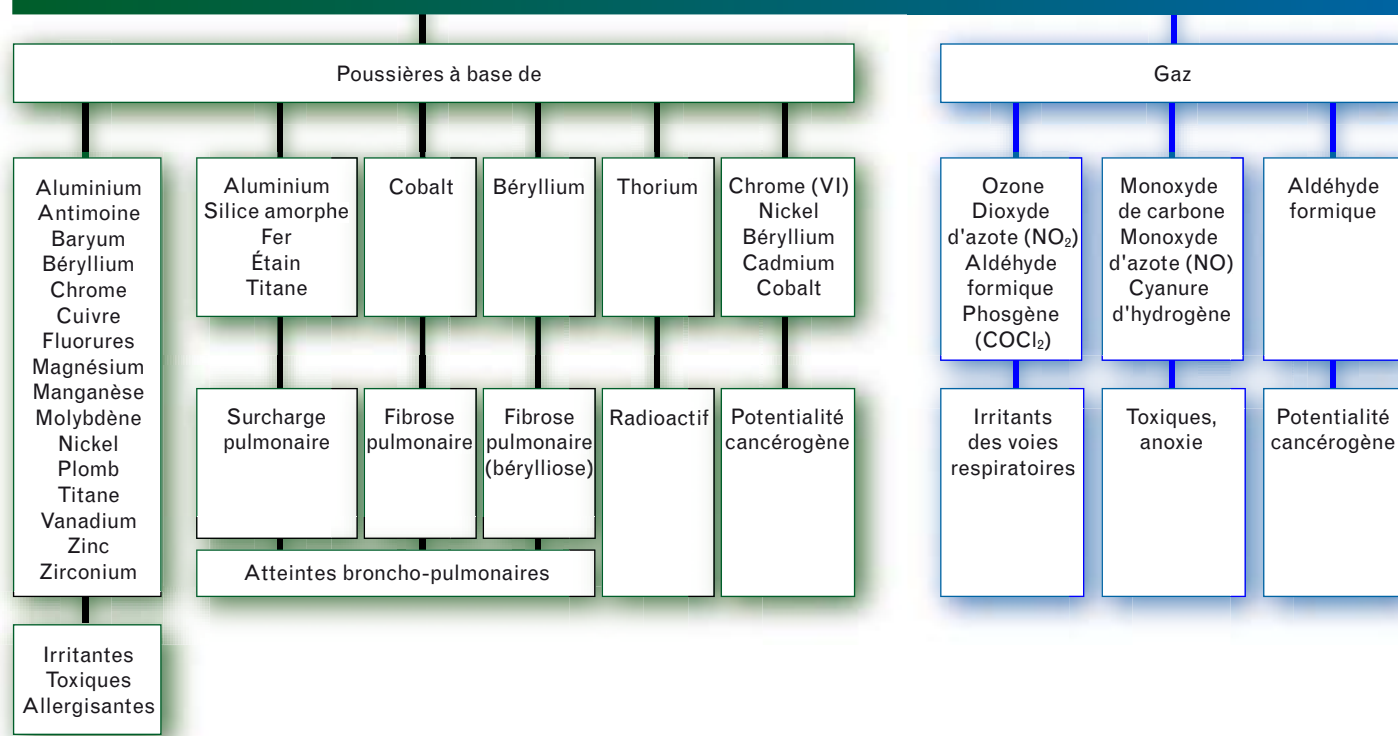 Poussières à base de
Aluminium
Antimoine
Baryum
Béryllium
Chrome
Cuivre
Fluorures
Magnésium
Manganèse
Molybdène
Nickel
Plomb
Titane
Vanadium
Zinc
Zirconium
Irritantes
Toxiques
Allergisantes
Aluminium
Silice amorphe
Fer
Étain
Titane
Surcharge
pulmonaire
Cobalt
Fibrose
pulmonaire
Béryllium
Fibrose
pulmonaire
(bérylliose)
Atteintes broncho-pulmonaires
Thorium
Radioactif
Chrome (VI)
Nickel
Béryllium
Cadmium
Cobalt
Potentialité
cancérogène
Gaz
Ozone
Dioxyde
d'azote (NO₂)
Aldéhyde
formique
Phosgène
(COCl₂)
Irritants
des voies
respiratoires
Monoxyde
de carbone
Monoxyde
d'azote (NO)
Cyanure
d'hydrogène
Toxiques,
anoxie
Aldéhyde
formique
Potentialité
cancérogène